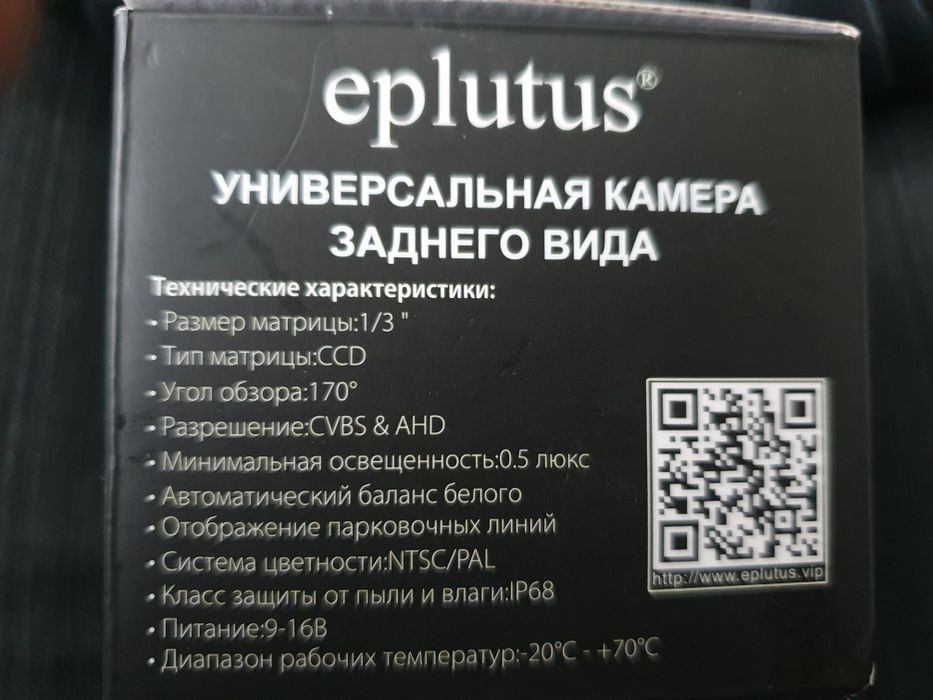 eplutus®
УНИВЕРСАЛЬНАЯ КАМЕРА
ЗАДНЕГО ВИДА
Технические характеристики:
• Размер матрицы:1/3 "
• Тип матрицы:CCD
• Угол обзора:170°
• Разрешение:CVBS & AHD
• Минимальная освещенность:0.5 люкс
• Автоматический баланс белого
• Отображение парковочных линий
• Система цветности:NTSC/PAL
• Класс защиты от пыли и влаги:IP68
• Питание:9-16В
• Диапазон рабочих температур:-20°C - +70°C
http://www.eplutus.vip